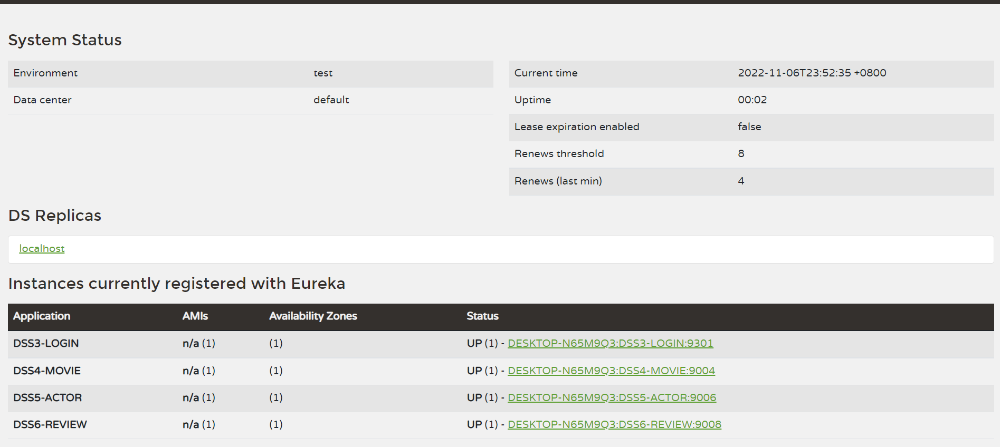 System Status
Environment test
Data center default
Current time 2022-11-06T23:52:35 +0800
Uptime 00:02
Lease expiration enabled false
Renews threshold 8
Renews (last min) 4
DS Replicas
localhost
Instances currently registered with Eureka
Application AMIs Availability Zones Status
DSS3-LOGIN n/a (1) (1) UP (1) - DESKTOP-N65M9Q3:DSS3-LOGIN:9301
DSS4-MOVIE n/a (1) (1) UP (1) - DESKTOP-N65M9Q3:DSS4-MOVIE:9004
DSS5-ACTOR n/a (1) (1) UP (1) - DESKTOP-N65M9Q3:DSS5-ACTOR:9006
DSS6-REVIEW n/a (1) (1) UP (1) - DESKTOP-N65M9Q3:DSS6-REVIEW:9008